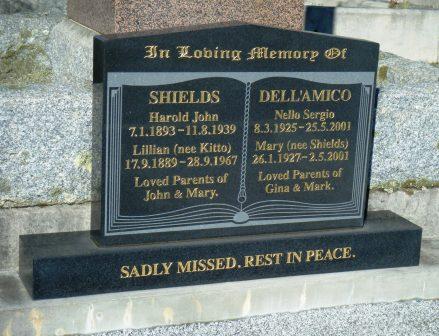 In Loving Memory Of
SHIELDS
Harold John
7.1.1893-11.8.1939
Lillian (nee Kitto)
17.9.1889-28.9.1967
Loved Parents of
John & Mary.
DELL'AMICO
Nello Sergio
8.3.1925-25.5.2001
Mary (nee Shields)
26.1.1927-2.5.2001
Loved Parents of
Gina & Mark.
SADLY MISSED. REST IN PEACE.